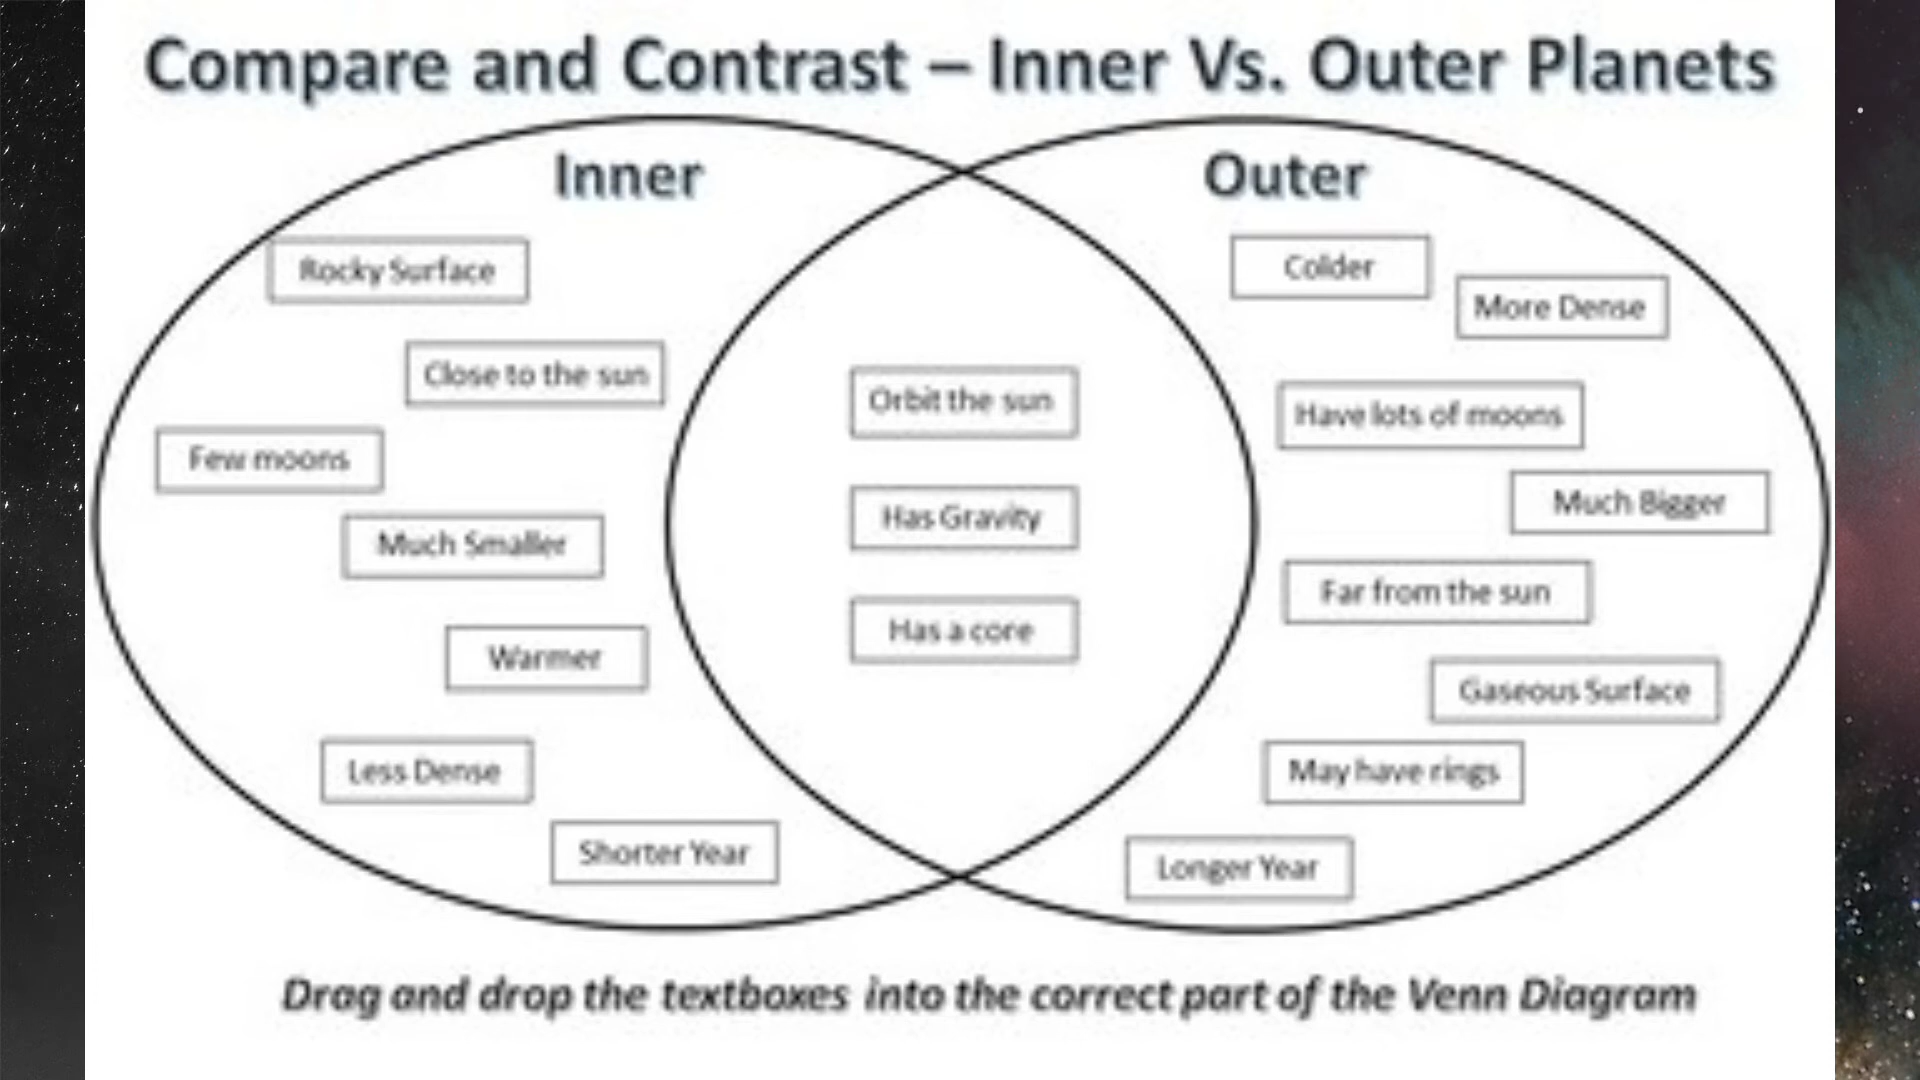 Compare and Contrast – Inner Vs. Outer Planets
Inner
Rocky Surface
Close to the sun
Few moons
Much Smaller
Warmer
Less Dense
Shorter Year
Orbit the sun
Has Gravity
Has a core
Outer
Colder
More Dense
Have lots of moons
Much Bigger
Far from the sun
Gaseous Surface
May have rings
Longer Year
Drag and drop the textboxes into the correct part of the Venn Diagram